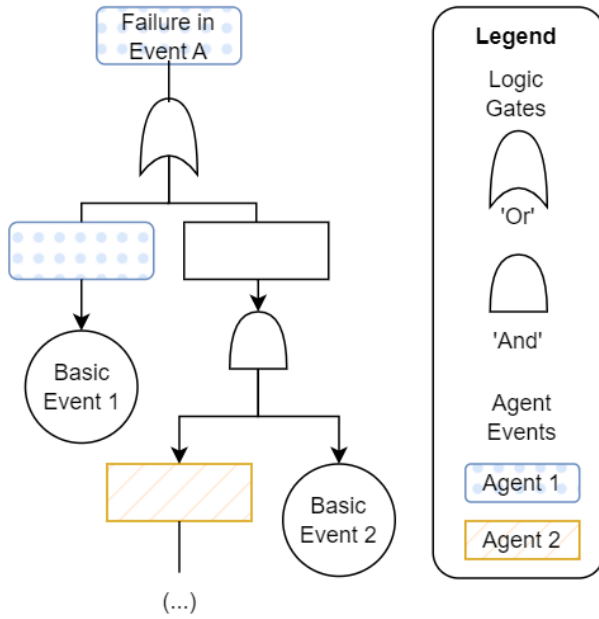 Failure in
Event A
Basic
Event 1
Basic
Event 2
(...)
Legend
Logic
Gates
'Or'
'And'
Agent
Events
Agent 1
Agent 2